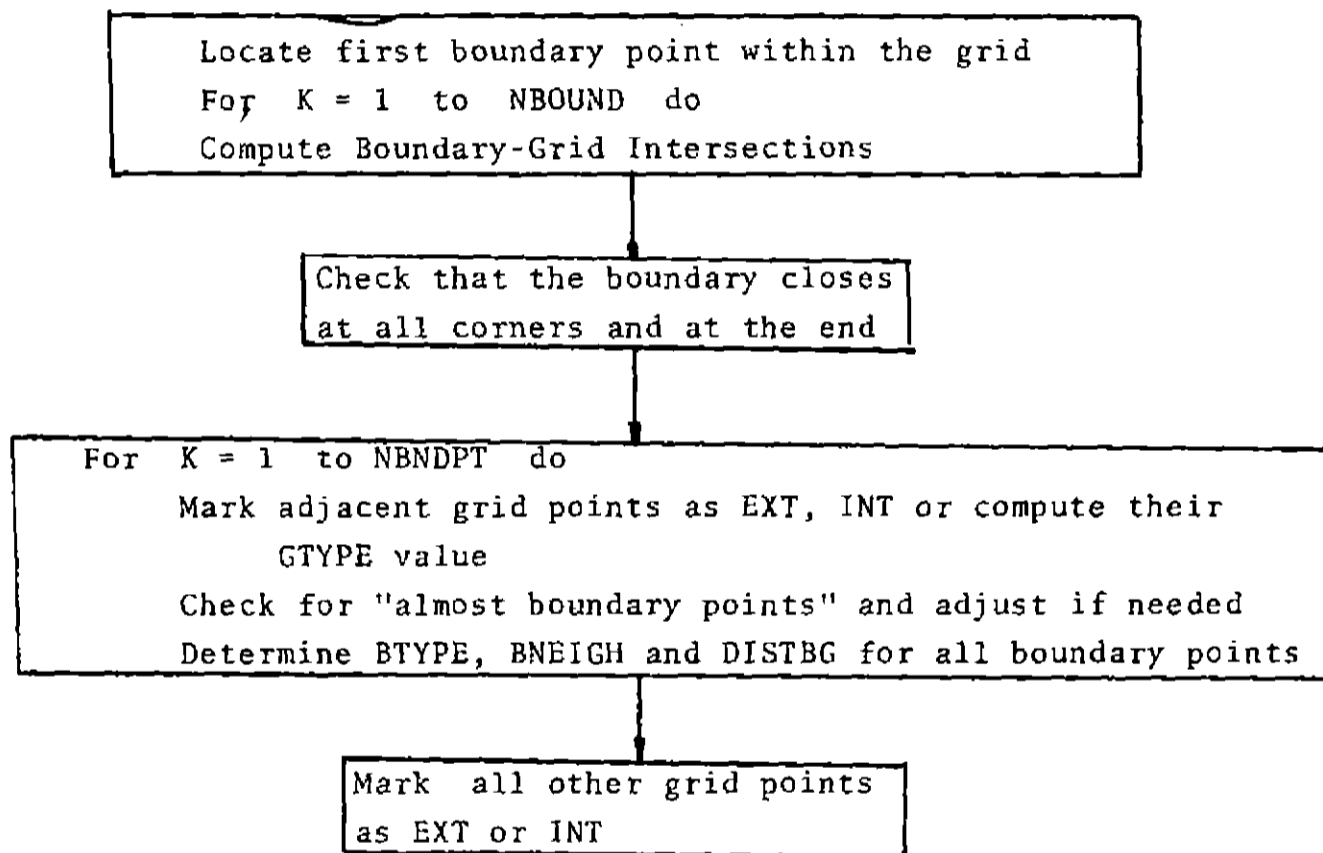 Locate first boundary point within the grid
For K = 1 to NBOUND do
Compute Boundary-Grid Intersections
Check that the boundary closes
at all corners and at the end
For K = 1 to NBNDPT do
Mark adjacent grid points as EXT, INT or compute their
GTYPE value
Check for "almost boundary points" and adjust if needed
Determine BTYPE, BNEIGH and DISTBG for all boundary points
Mark all other grid points
as EXT or INT